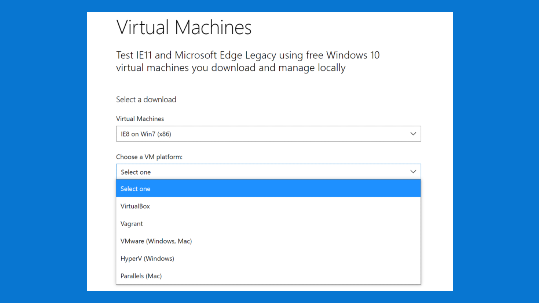 Virtual Machines
Test IE11 and Microsoft Edge Legacy using free Windows 10
virtual machines you download and manage locally
Select a download
Virtual Machines
IE8 on Win7 (x86)
Choose a VM platform:
Select one
Select one
VirtualBox
Vagrant
VMware (Windows, Mac)
HyperV (Windows)
Parallels (Mac)